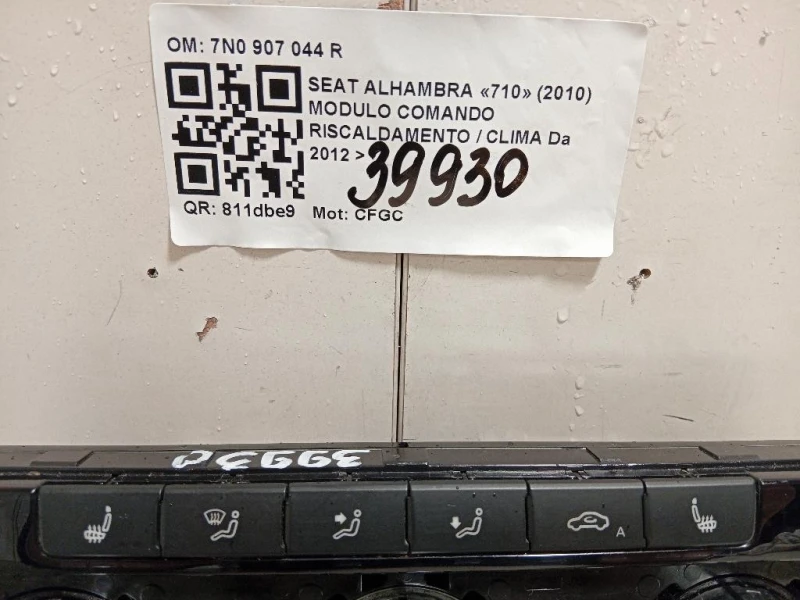 OM: 7N0 907 044 R
SEAT ALHAMBRA «710» (2010)
MODULO COMANDO
RISCALDAMENTO / CLIMA Da
2012 >
39930
QR: 811dbe9 Mot: CFGC
39930
A